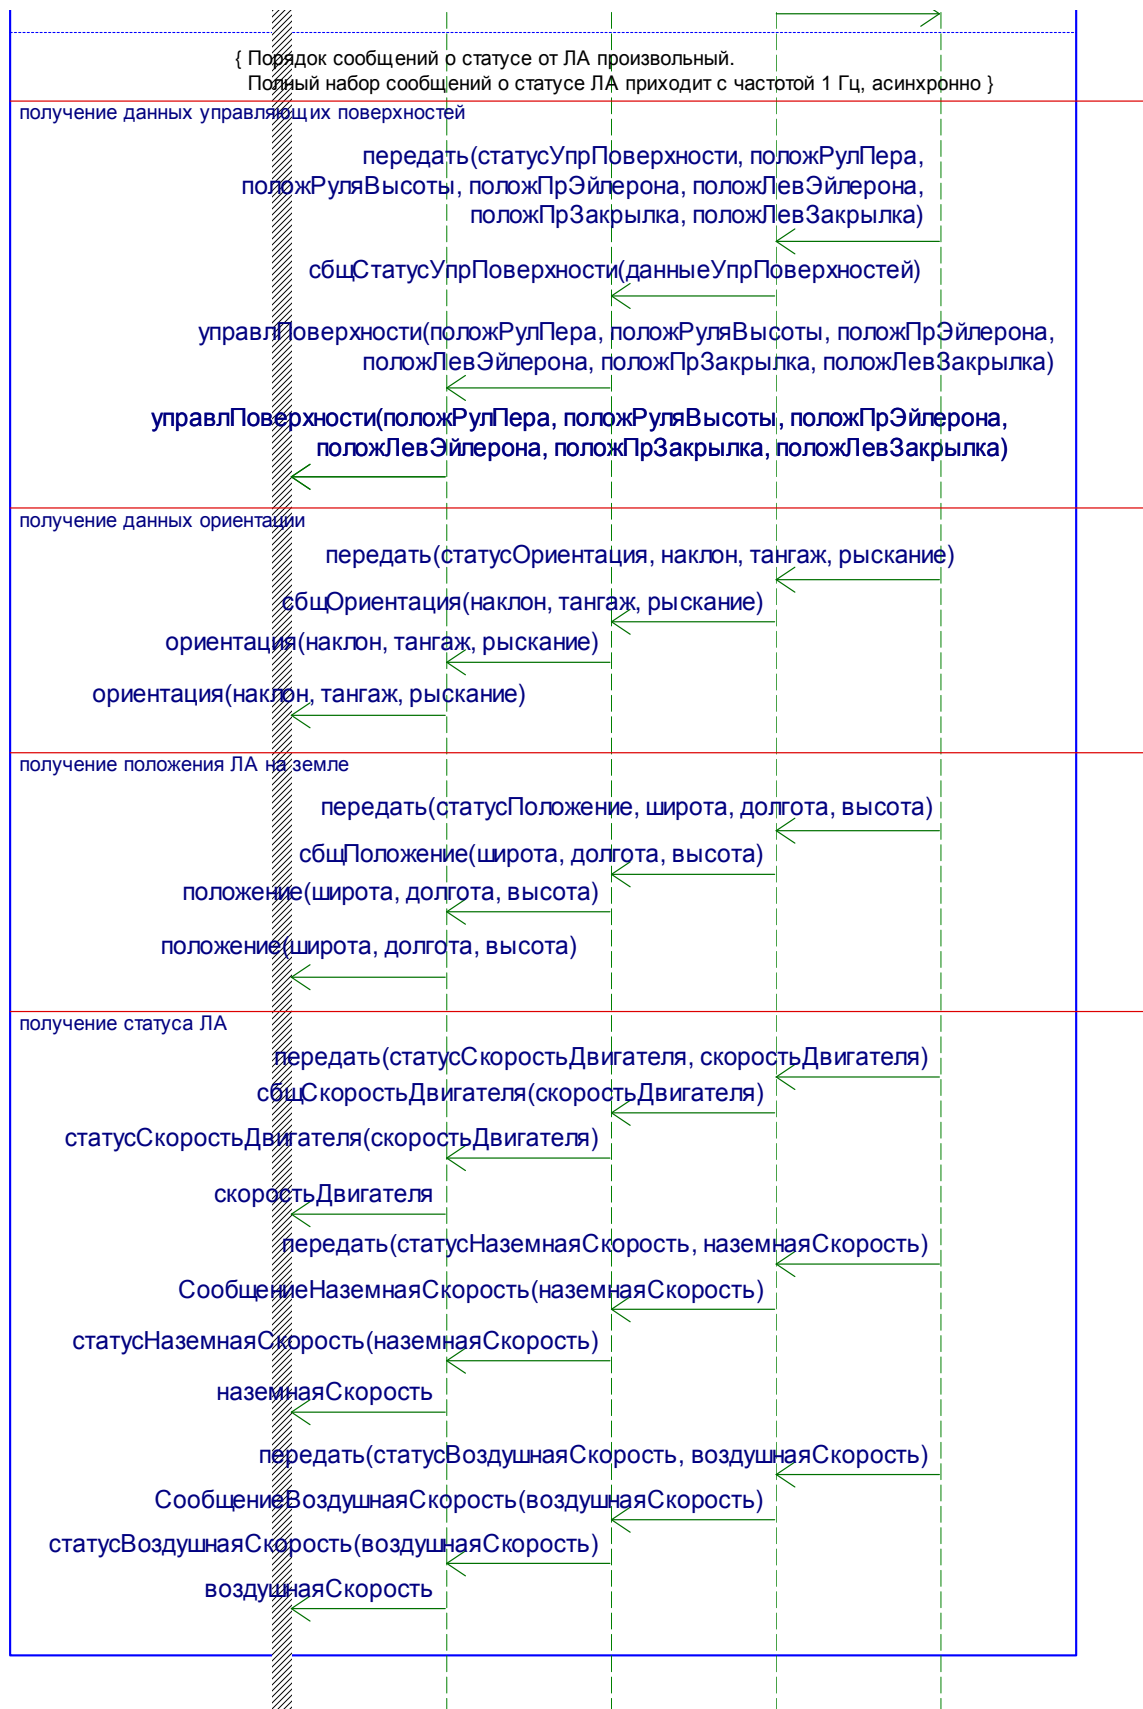 { Порядок сообщений о статусе от ЛА произвольный.
Полный набор сообщений о статусе ЛА приходит с частотой 1 Гц, асинхронно }
получение данных управляющих поверхностей
передать(статусУпрПоверхности, положРулПера,
положРуляВысоты, положПрЭйлерона, положЛевЭйлерона,
положПрЗакрылка, положЛевЗакрылка)
сбщСтатусУпрПоверхности(данныеУпрПоверхностей)
управлПоверхности(положРулПера, положРуляВысоты, положПрЭйлерона,
положЛевЭйлерона, положПрЗакрылка, положЛевЗакрылка)
управлПоверхности(положРулПера, положРуляВысоты, положПрЭйлерона,
положЛевЭйлерона, положПрЗакрылка, положЛевЗакрылка)
получение данных ориентации
передать(статусОриентация, наклон, тангаж, рыскание)
сбщОриентация(наклон, тангаж, рыскание)
ориентация(наклон, тангаж, рыскание)
ориентация(наклон, тангаж, рыскание)
получение положения ЛА на земле
передать(статусПоложение, широта, долгота, высота)
сбщПоложение(широта, долгота, высота)
положение(широта, долгота, высота)
положение(широта, долгота, высота)
получение статуса ЛА
передать(статусСкоростьДвигателя, скоростьДвигателя)
сбщСкоростьДвигателя(скоростьДвигателя)
статусСкоростьДвигателя(скоростьДвигателя)
скоростьДвигателя
передать(статусНаземнаяСкорость, наземнаяСкорость)
СообщениеНаземнаяСкорость(наземнаяСкорость)
статусНаземнаяСкорость(наземнаяСкорость)
наземнаяСкорость
передать(статусВоздушнаяСкорость, воздушнаяСкорость)
СообщениеВоздушнаяСкорость(воздушнаяСкорость)
статусВоздушнаяСкорость(воздушнаяСкорость)
воздушнаяСкорость